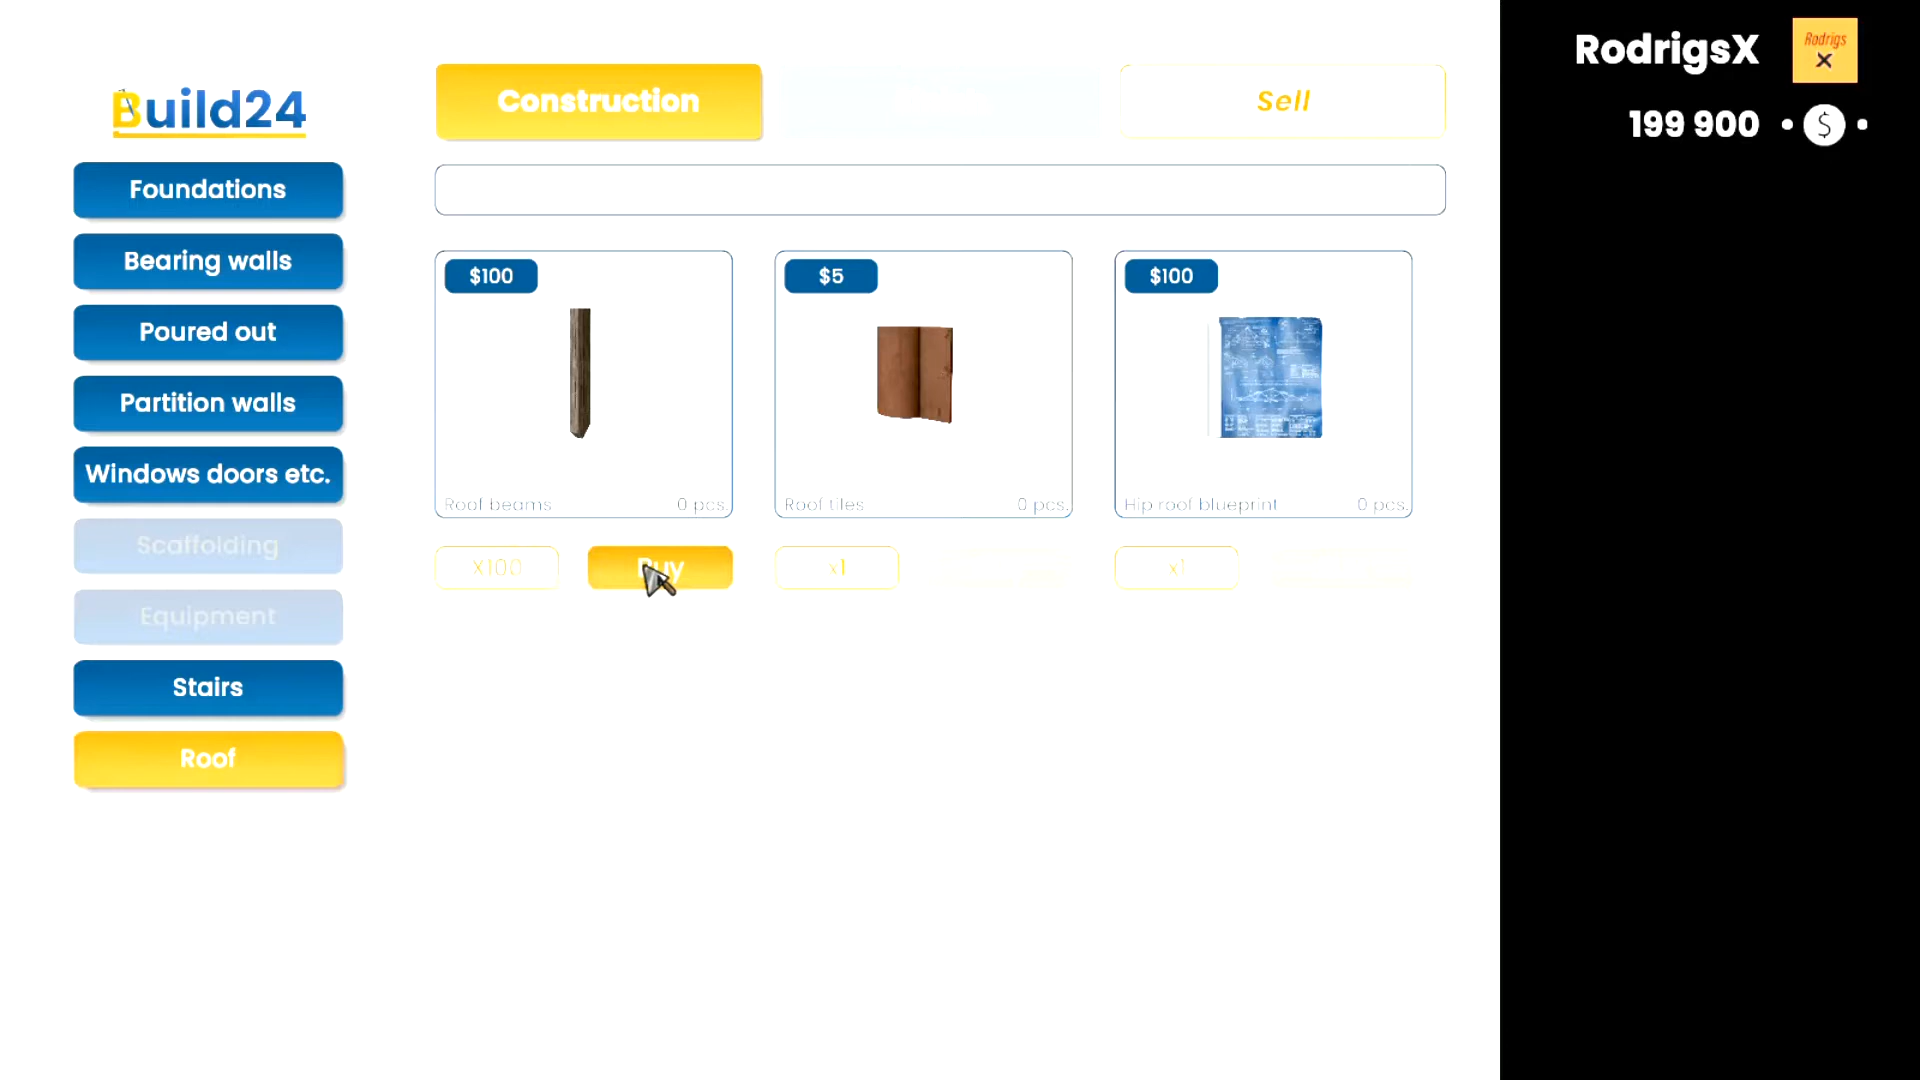 RodrigsX
Rodrigs
X
199 900
$
Build24
Construction
Sell
Foundations
Bearing walls
Poured out
Partition walls
Windows doors etc.
Scaffolding
Equipment
Stairs
Roof
$100
Roof beams 0 pcs.
X100
Buy
$5
Roof tiles 0 pcs.
x1
$100
Hip roof blueprint 0 pcs.
x1